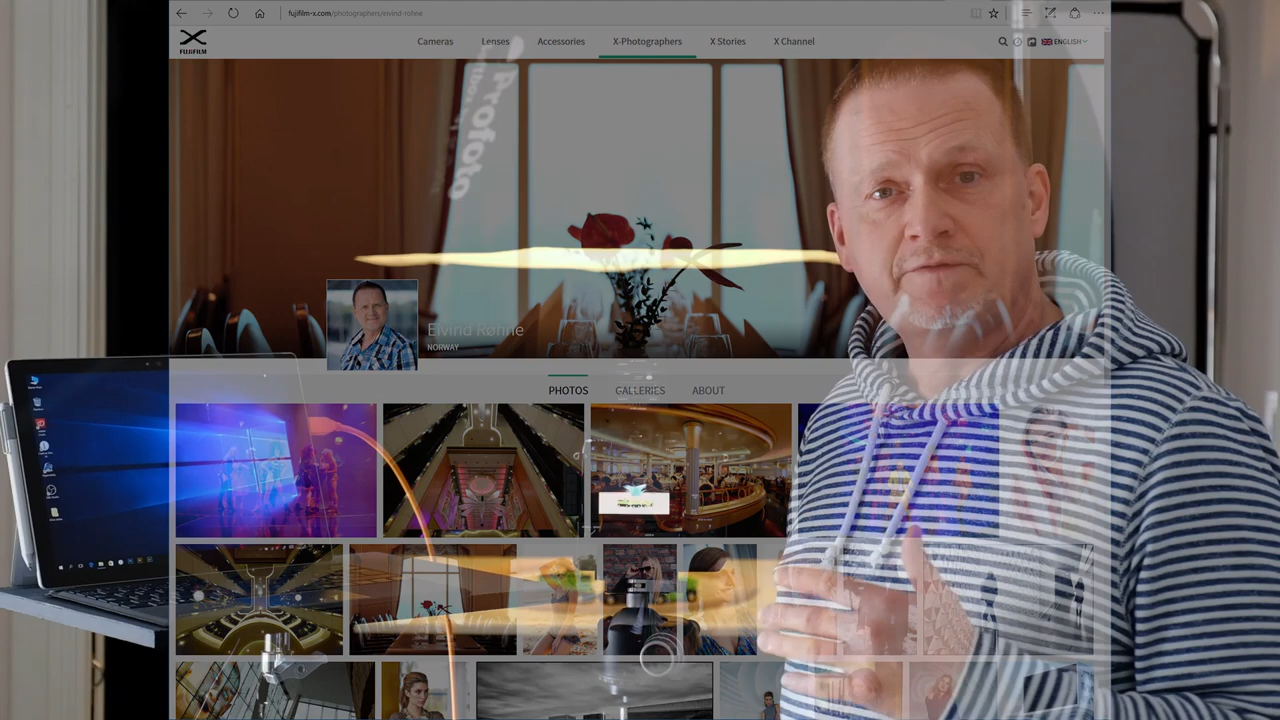 fujifilm-x.com/photographers/eivind-rohne
FUJIFILM
Cameras
Lenses
Accessories
X-Photographers
X Stories
X Channel
ENGLISH
Profoto
Eivind Røhne
NORWAY
PHOTOS
GALLERIES
ABOUT